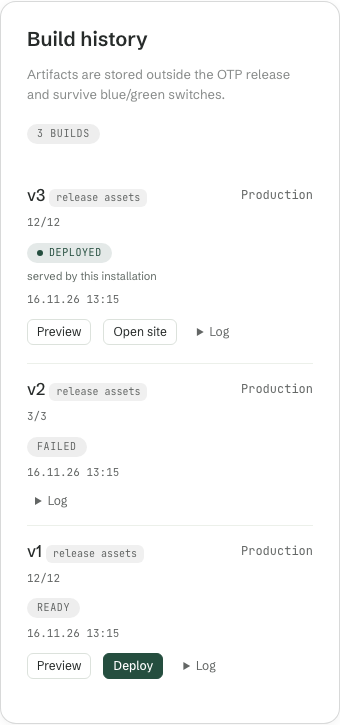 Build history
Artifacts are stored outside the OTP release
and survive blue/green switches.
3 BUILDS
v3 release assets Production
12/12
DEPLOYED
served by this installation
16.11.26 13:15
Preview Open site Log
v2 release assets Production
3/3
FAILED
16.11.26 13:15
Log
v1 release assets Production
12/12
READY
16.11.26 13:15
Preview Deploy Log